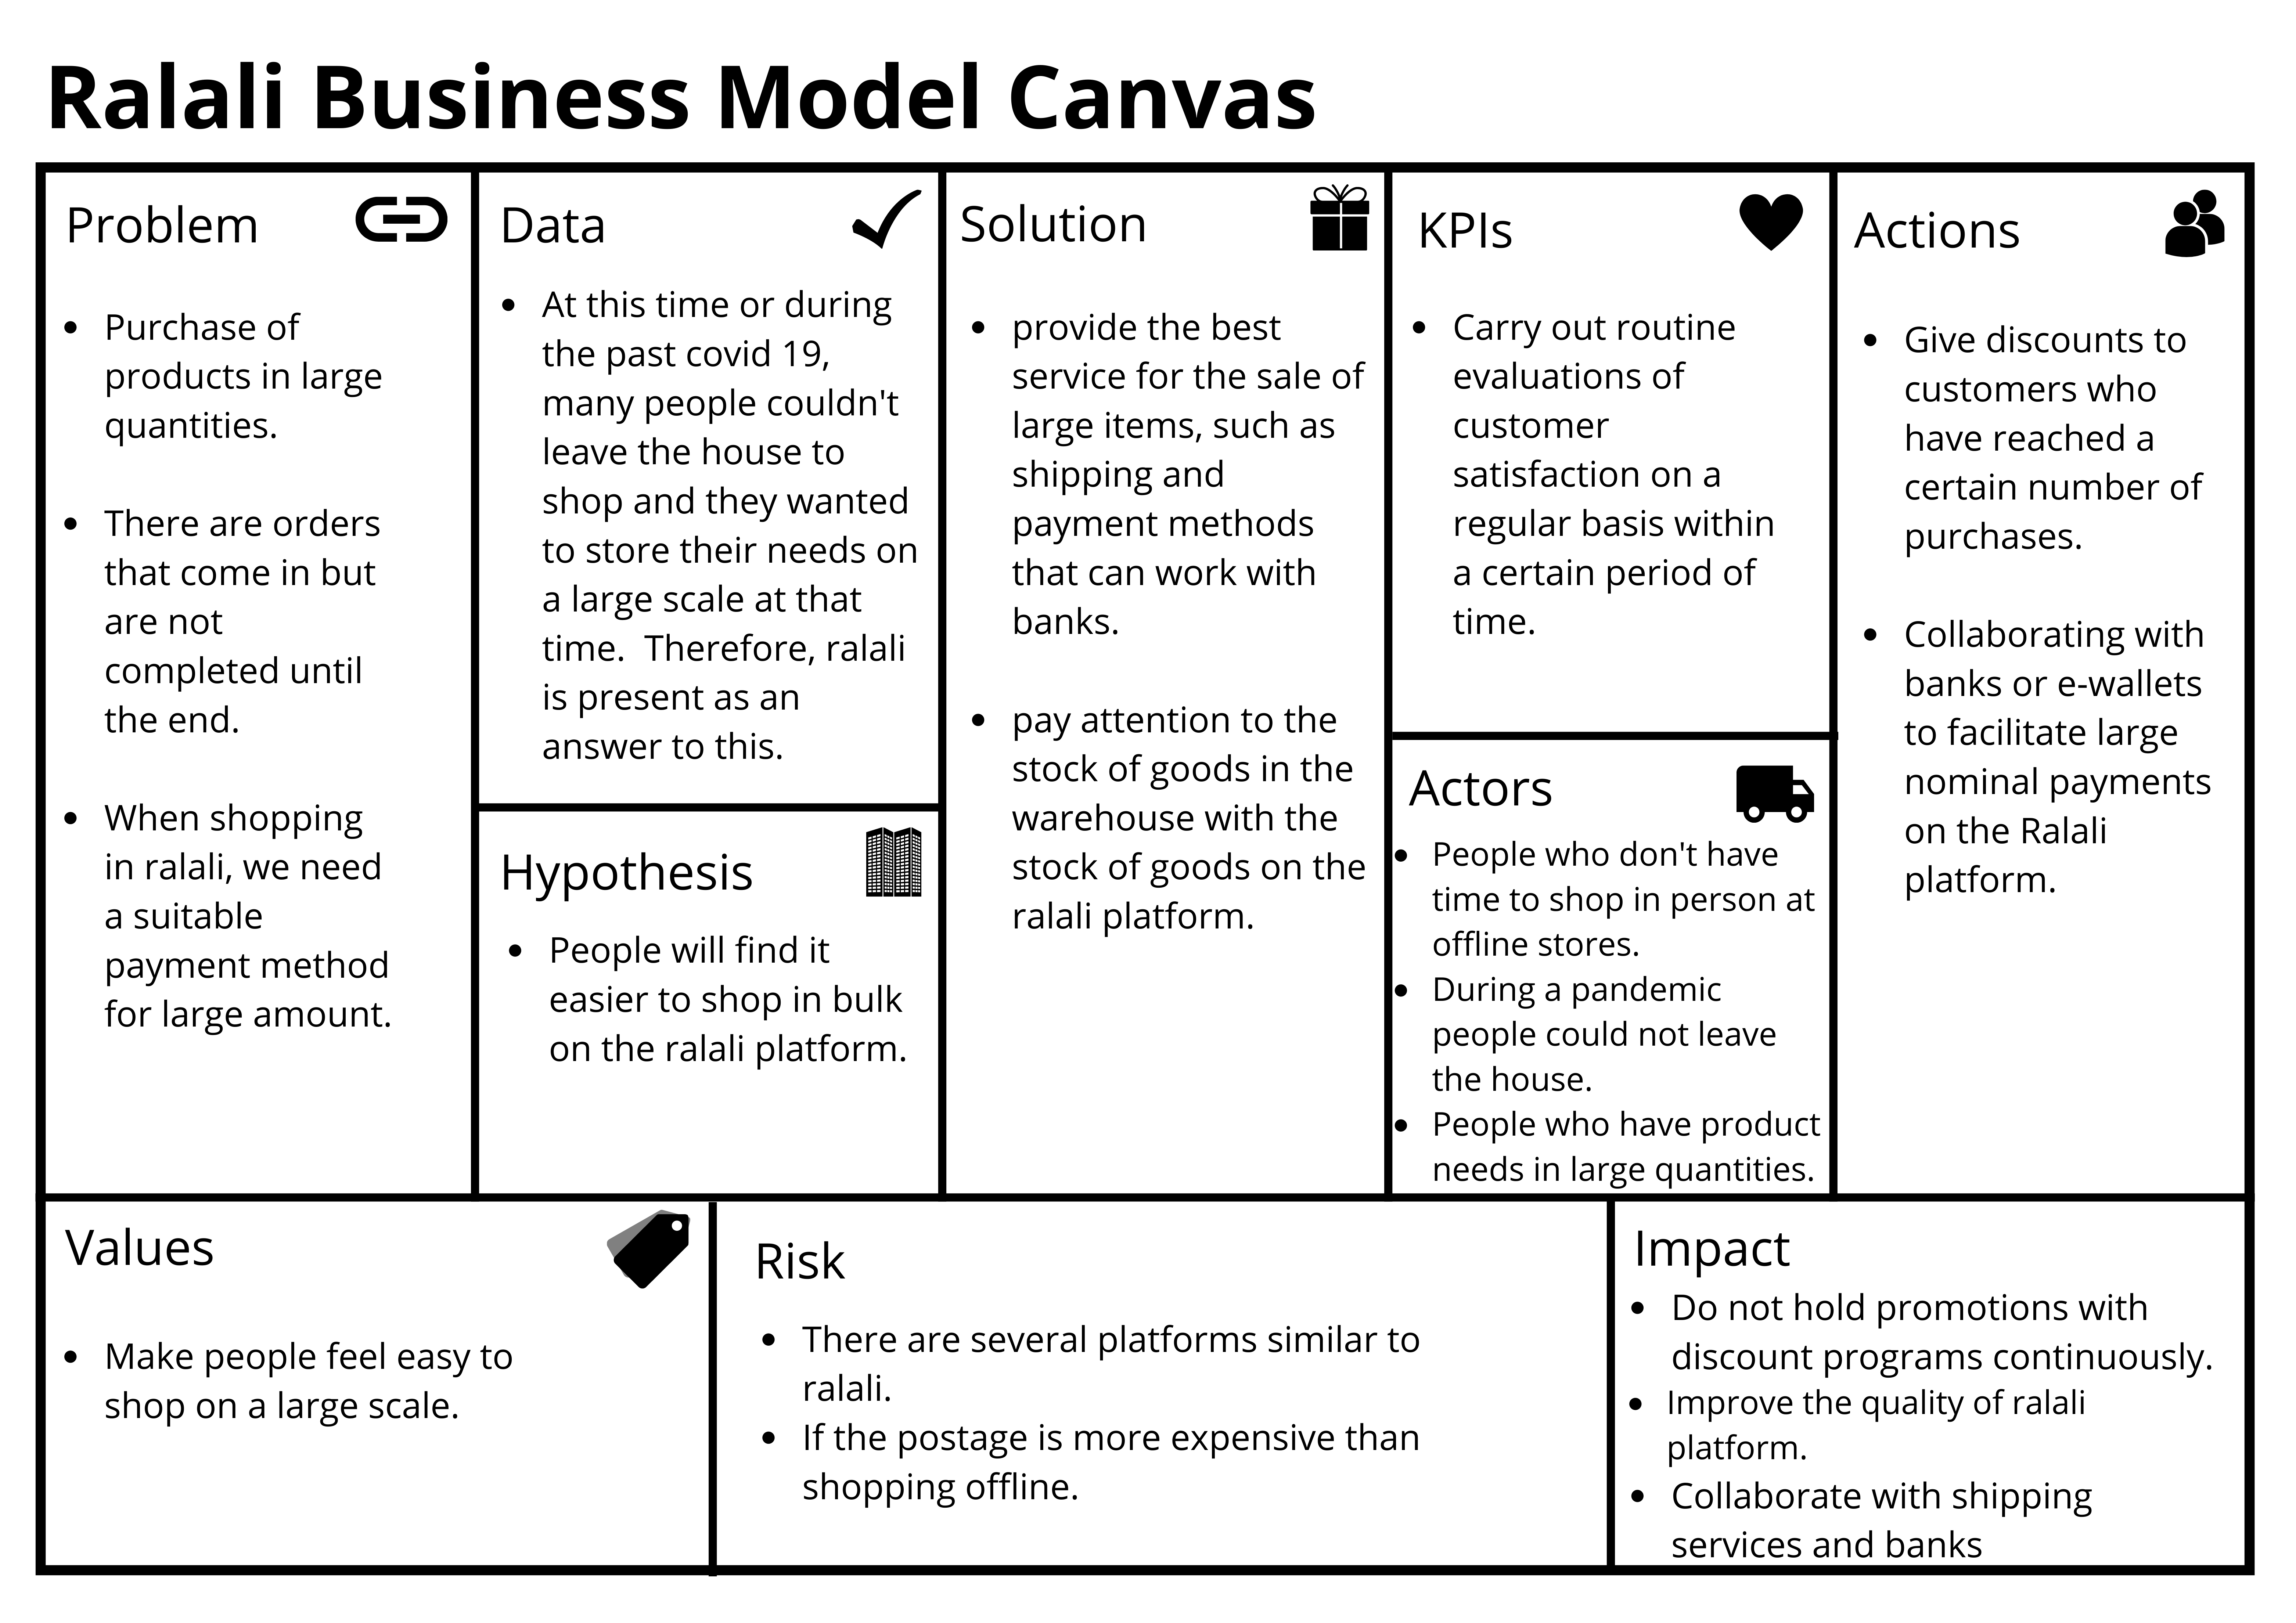 Ralali Business Model Canvas
Problem
• Purchase of
products in large
quantities.
• There are orders
that come in but
are not
completed until
the end.
• When shopping
in ralali, we need
a suitable
payment method
for large amount.
Data
• At this time or during
the past covid 19,
many people couldn't
leave the house to
shop and they wanted
to store their needs on
a large scale at that
time.  Therefore, ralali
is present as an
answer to this.
Hypothesis
• People will find it
easier to shop in bulk
on the ralali platform.
Solution
• provide the best
service for the sale of
large items, such as
shipping and
payment methods
that can work with
banks.
• pay attention to the
stock of goods in the
warehouse with the
stock of goods on the
ralali platform.
KPIs
• Carry out routine
evaluations of
customer
satisfaction on a
regular basis within
a certain period of
time.
Actors
• People who don't have
time to shop in person at
offline stores.
• During a pandemic
people could not leave
the house.
• People who have product
needs in large quantities.
Actions
• Give discounts to
customers who
have reached a
certain number of
purchases.
• Collaborating with
banks or e-wallets
to facilitate large
nominal payments
on the Ralali
platform.
Values
• Make people feel easy to
shop on a large scale.
Risk
• There are several platforms similar to
ralali.
• If the postage is more expensive than
shopping offline.
Impact
• Do not hold promotions with
discount programs continuously.
• Improve the quality of ralali
platform.
• Collaborate with shipping
services and banks